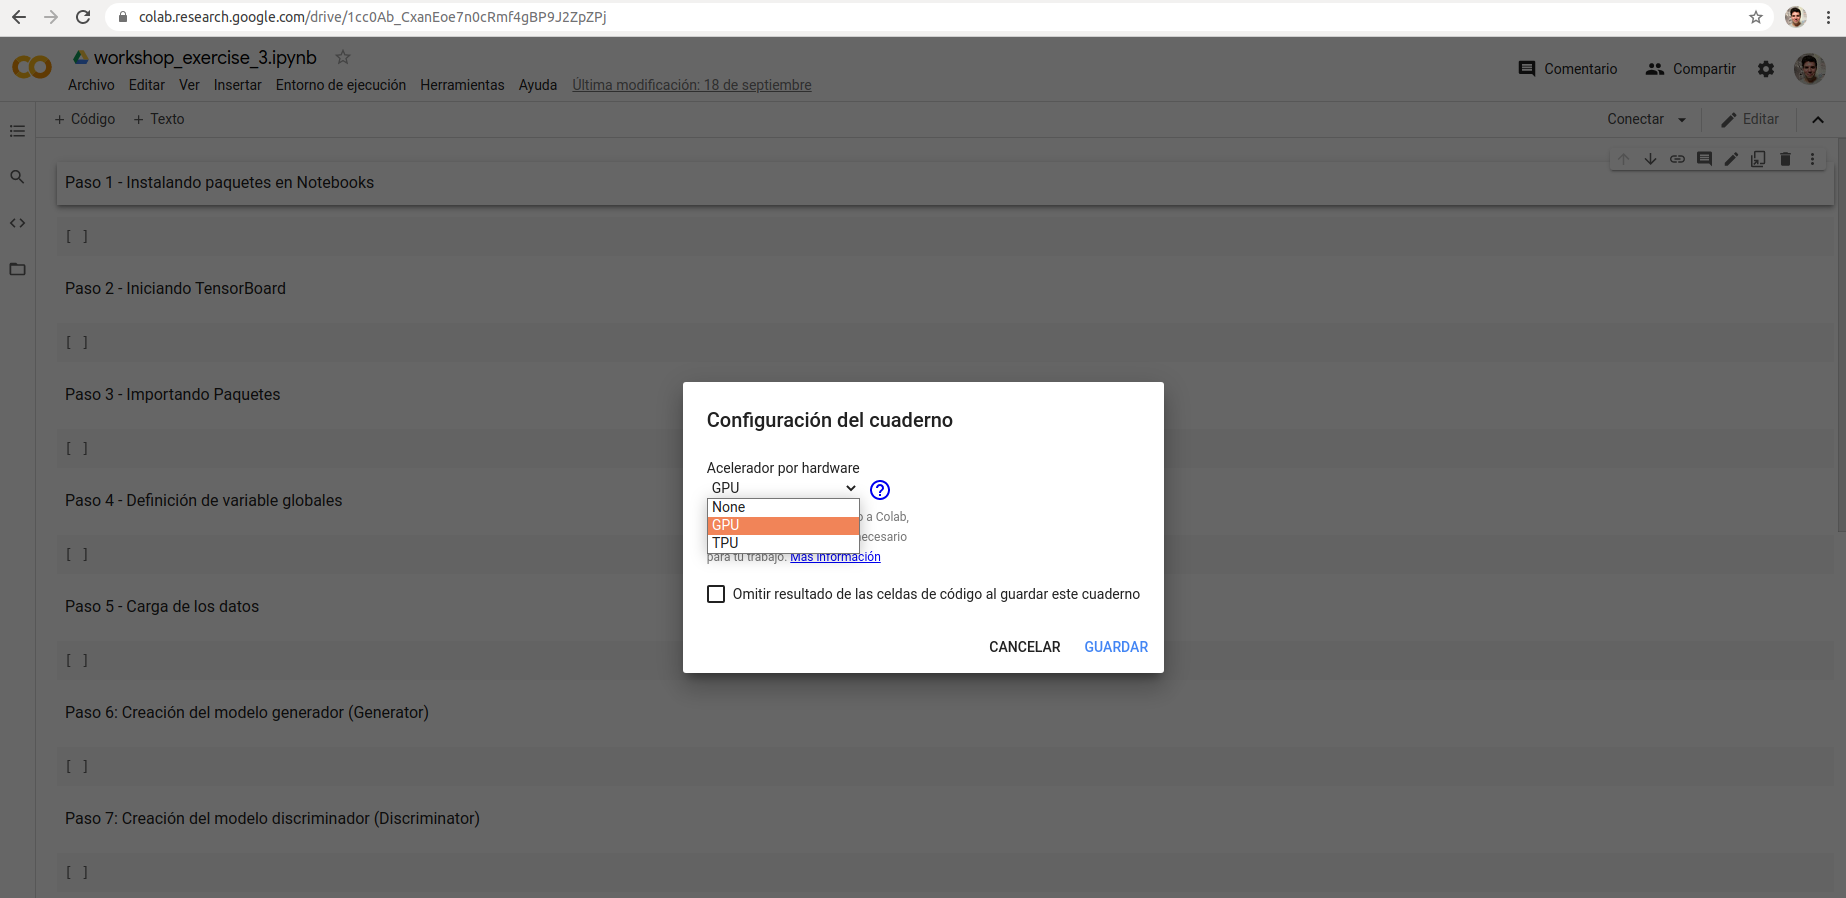 colab.research.google.com/drive/1cc0Ab_CxanEoe7n0cRmf4gBP9J2ZpZPj
workshop_exercise_3.ipynb
Archivo Editar Ver Insertar Entorno de ejecución Herramientas Ayuda Última modificación: 18 de septiembre
Comentario Compartir
+ Código + Texto
Conectar Editar
Paso 1 - Instalando paquetes en Notebooks
[ ]
Paso 2 - Iniciando TensorBoard
[ ]
Paso 3 - Importando Paquetes
[ ]
Paso 4 - Definición de variable globales
[ ]
Paso 5 - Carga de los datos
[ ]
Paso 6: Creación del modelo generador (Generator)
[ ]
Paso 7: Creación del modelo discriminador (Discriminator)
[ ]
Configuración del cuaderno
Acelerador por hardware
GPU
None
GPU
TPU
a Colab,
para tu trabajo. Más información
Omitir resultado de las celdas de código al guardar este cuaderno
CANCELAR GUARDAR